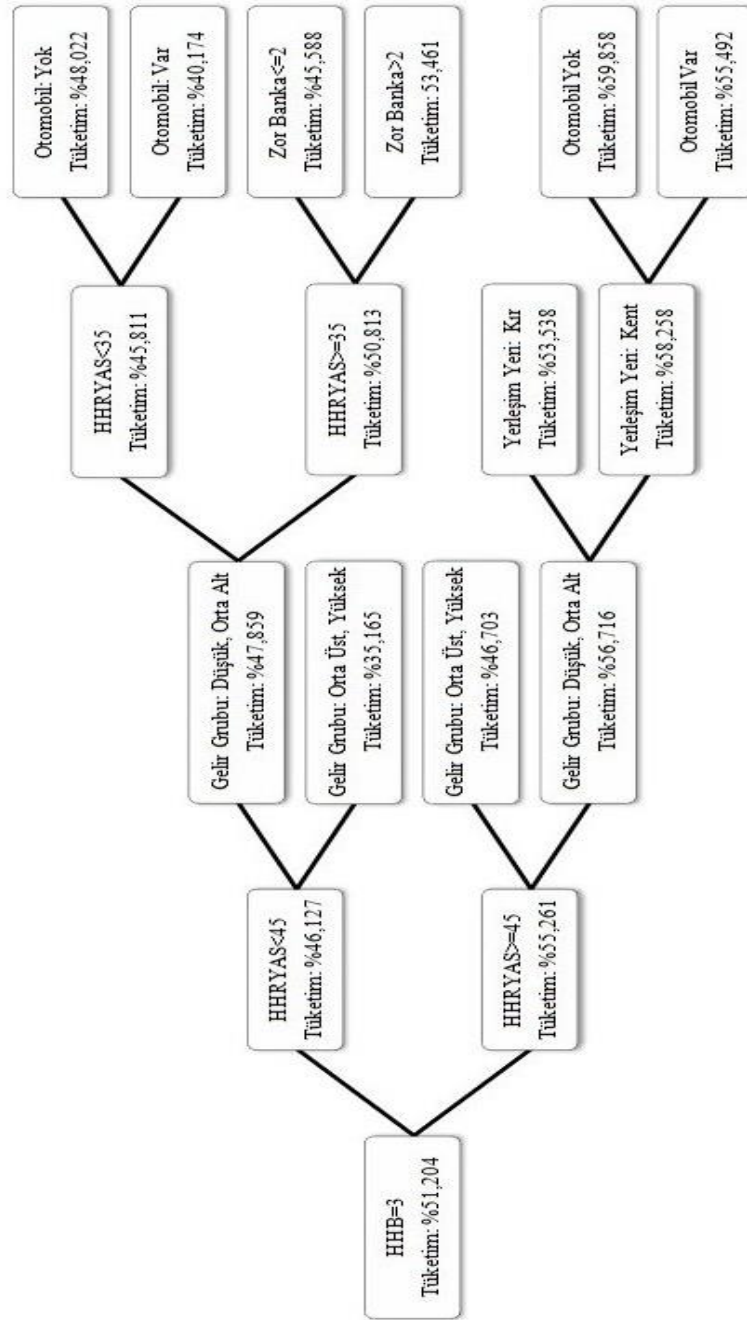 HHB=3
Tüketim: %51,204
HHRYAS<45
Tüketim: %46,127
HHRYAS>=45
Tüketim: %55,261
Gelir Grubu: Düşük, Orta Alt
Tüketim: %47,859
Gelir Grubu: Orta Üst, Yüksek
Tüketim: %35,165
Gelir Grubu: Orta Üst, Yüksek
Tüketim: %46,703
Gelir Grubu: Düşük, Orta Alt
Tüketim: %56,716
HHRYAS<35
Tüketim: %45,811
HHRYAS>=35
Tüketim: %50,813
Yerleşim Yeri: Kır
Tüketim: %53,538
Yerleşim Yeri: Kent
Tüketim: %58,258
Otomobil: Yok
Tüketim: %48,022
Otomobil: Var
Tüketim: %40,174
Zor Banka<=2
Tüketim: %45,588
Zor Banka>2
Tüketim: 53,461
Otomobil Yok
Tüketim: %59,858
Otomobil Var
Tüketim: %55,492